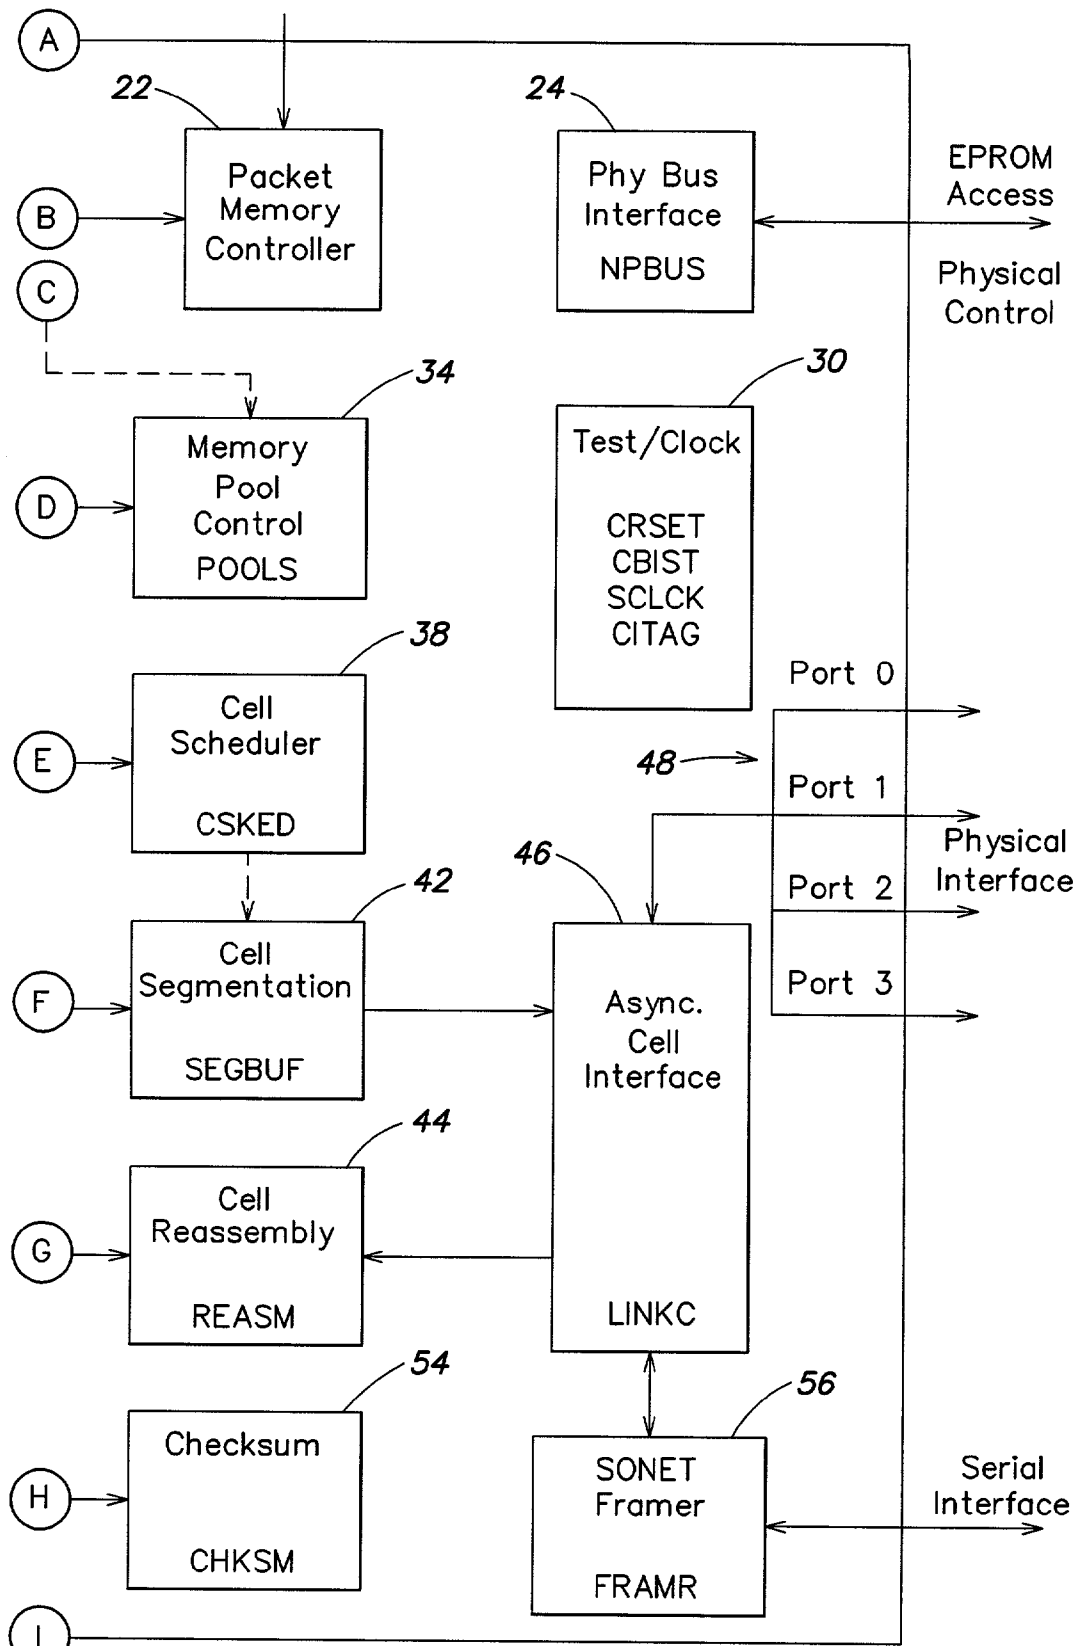 A
22
24
Packet
Memory
Controller
Phy Bus
Interface
NPBUS
EPROM
Access
Physical
Control
B
C
34
30
Memory
Pool
Control
POOLS
Test/Clock
CRSET
CBIST
SCLCK
CITAG
D
38
Cell
Scheduler
CSKED
E
Port 0
48
Port 1
Physical
Interface
Port 2
Port 3
42
46
Cell
Segmentation
SEGBUF
F
Async.
Cell
Interface
LINKC
44
Cell
Reassembly
REASM
G
54
56
Checksum
CHKSM
H
SONET
Framer
FRAMR
Serial
Interface